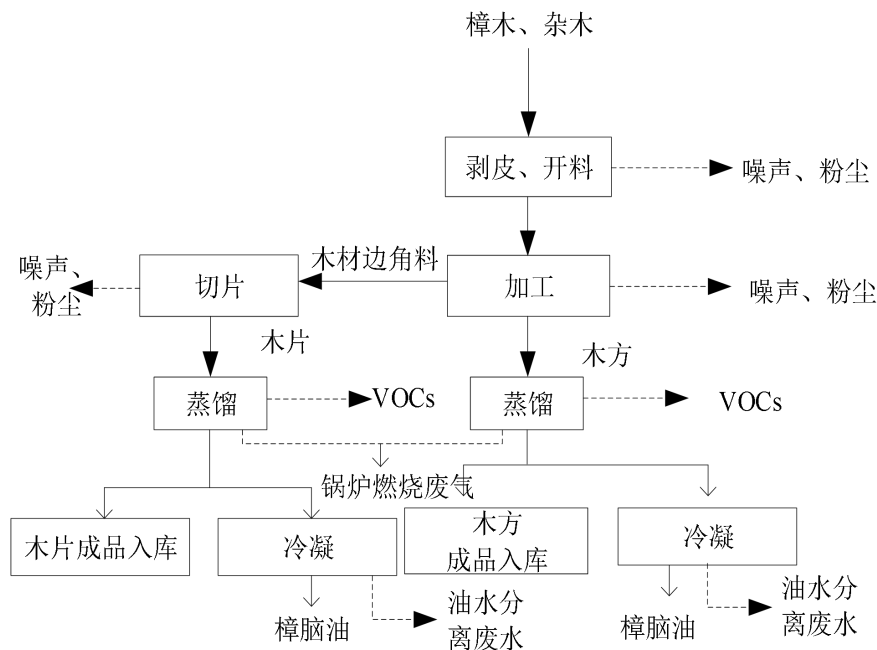 樟木、杂木
剥皮、开料
噪声、粉尘
噪声、
粉尘
切片
木材边角料
加工
噪声、粉尘
木片
木方
蒸馏
VOCs
蒸馏
VOCs
锅炉燃烧废气
木片成品入库
冷凝
木方
成品入库
冷凝
樟脑油
油水分
离废水
樟脑油
油水分
离废水